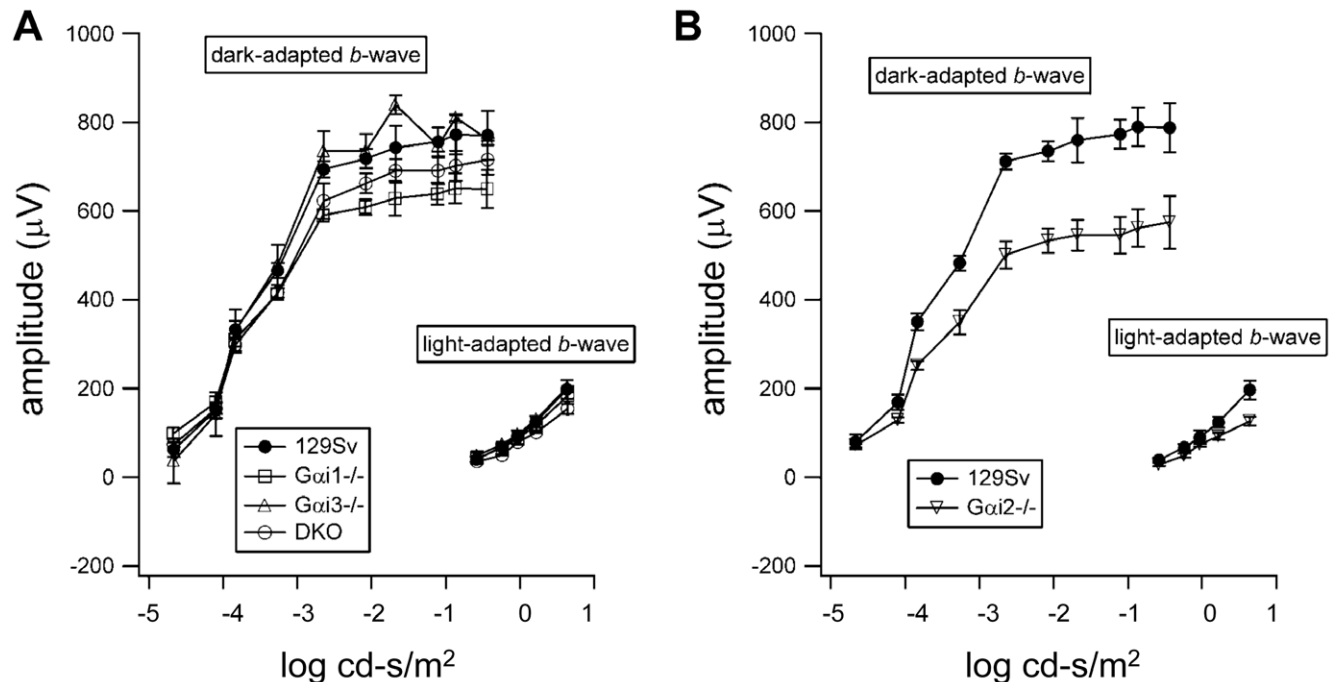 A
B
1000
800
600
400
200
0
-200
amplitude (µV)
dark-adapted b-wave
light-adapted b-wave
129Sv
Gαi1-/-
Gαi3-/-
DKO
-5 -4 -3 -2 -1 0 1
log cd-s/m²
1000
800
600
400
200
0
-200
amplitude (µV)
dark-adapted b-wave
light-adapted b-wave
129Sv
Gαi2-/-
-5 -4 -3 -2 -1 0 1
log cd-s/m²